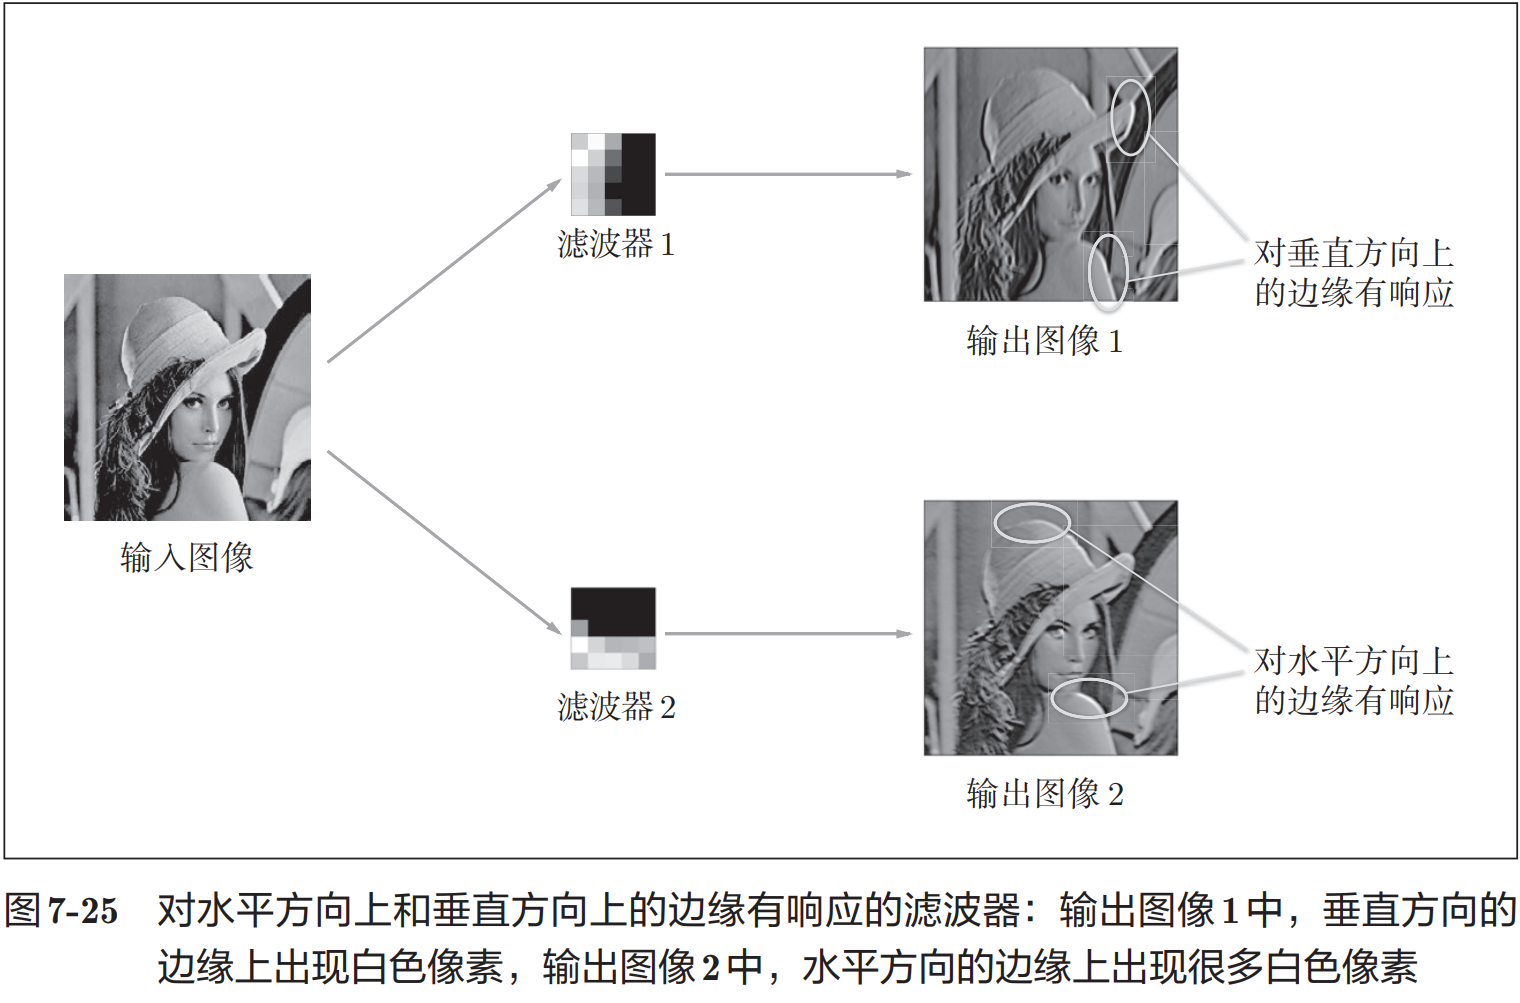 滤波器 1
对垂直方向上
的边缘有响应
输出图像 1
输入图像
滤波器 2
对水平方向上
的边缘有响应
输出图像 2
图 7-25 对水平方向上和垂直方向上的边缘有响应的滤波器：输出图像 1 中，垂直方向的
边缘上出现白色像素，输出图像 2 中，水平方向的边缘上出现很多白色像素